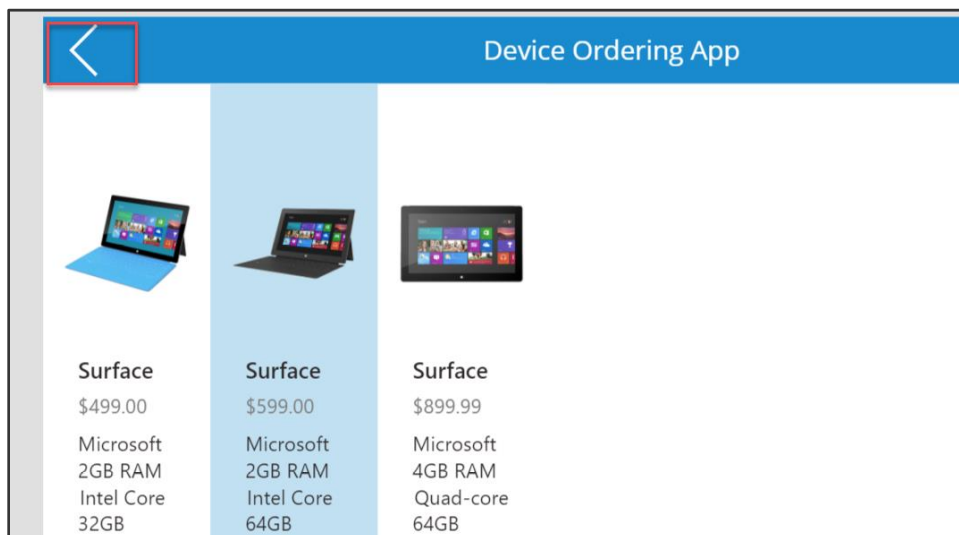 Device Ordering App
Surface
$499.00
Microsoft
2GB RAM
Intel Core
32GB
Surface
$599.00
Microsoft
2GB RAM
Intel Core
64GB
Surface
$899.99
Microsoft
4GB RAM
Quad-core
64GB